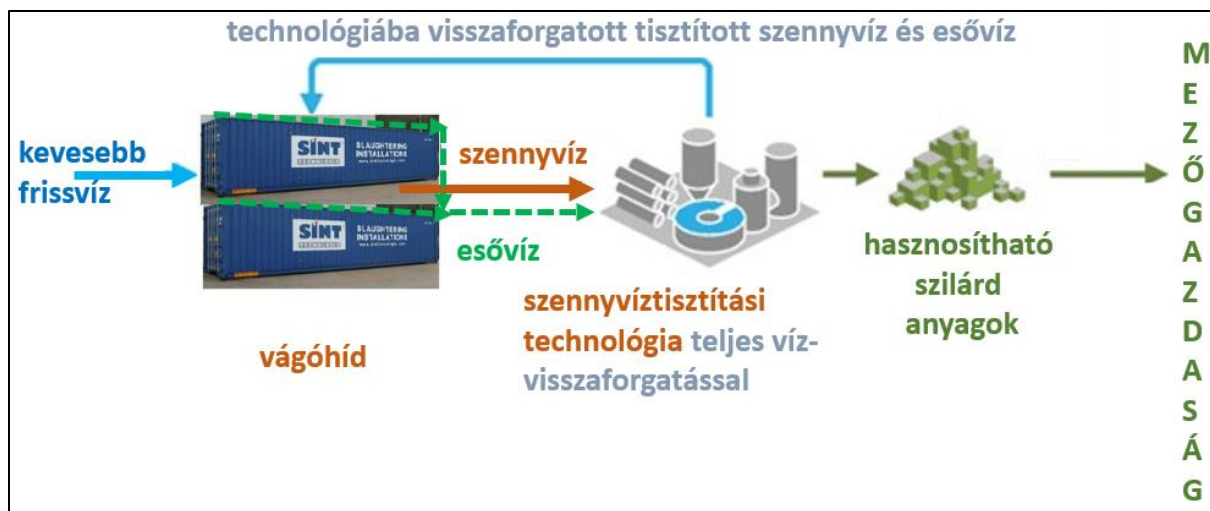 technológiába visszaforgatott tisztított szennyvíz és esővíz
kevesebb
frissvíz
SINT
TECHNOLOGIE
SLAUGHTERING
INSTALLATIONS
SINT
SLAUGHTERING
INSTALLATIONS
szennyvíz
esővíz
vágóhíd
szennyvíztisztítási
technológia teljes víz-
visszaforgatással
hasznosítható
szilárd
anyagok
M
E
Z
Ő
G
A
Z
D
A
S
Á
G